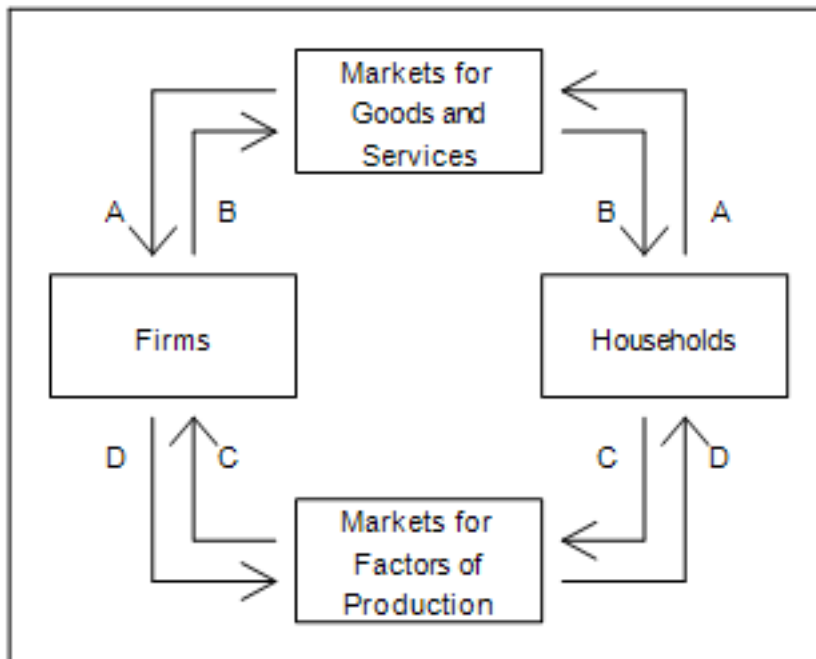 Markets for
Goods and
Services
A
B
B
A
Firms
Households
D
C
C
D
Markets for
Factors of
Production